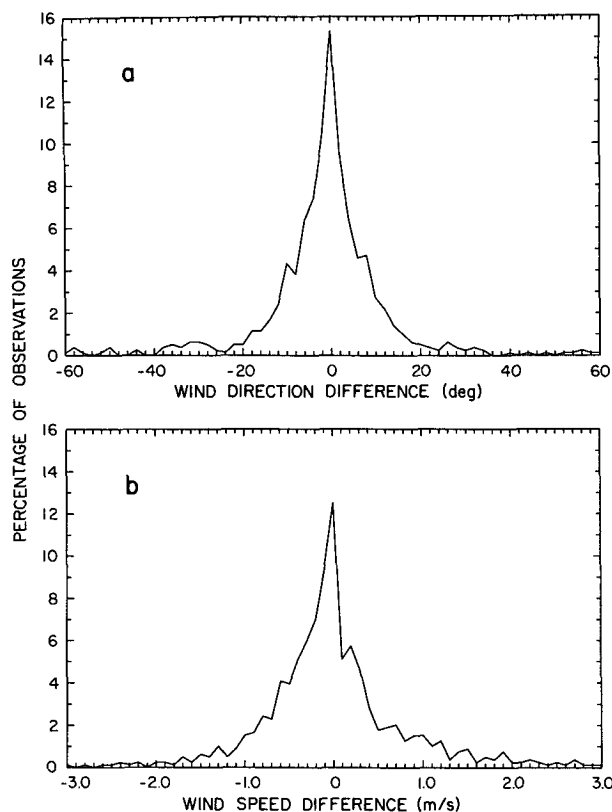 16
14
12
10
8
6
4
2
0
a
-60 -40 -20 0 20 40 60
WIND DIRECTION DIFFERENCE (deg)
PERCENTAGE OF OBSERVATIONS
16
14
12
10
8
6
4
2
0
b
-3.0 -2.0 -1.0 0 1.0 2.0 3.0
WIND SPEED DIFFERENCE (m/s)